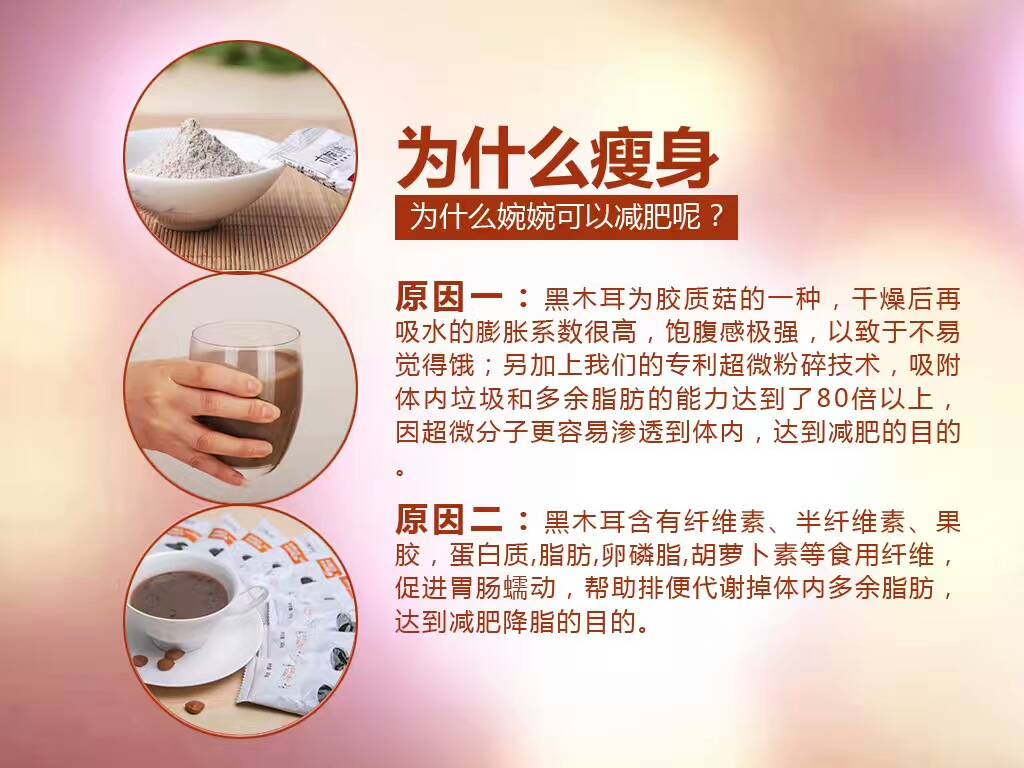 为什么瘦身
为什么婉婉可以减肥呢？
原因一：黑木耳为胶质菇的一种，干燥后再
吸水的膨胀系数很高，饱腹感极强，以致于不易
觉得饿；另加上我们的专利超微粉碎技术，吸附
体内垃圾和多余脂肪的能力达到了80倍以上，
因超微分子更容易渗透到体内，达到减肥的目的
。
原因二：黑木耳含有纤维素、半纤维素、果
胶，蛋白质,脂肪,卵磷脂,胡萝卜素等食用纤维，
促进胃肠蠕动，帮助排便代谢掉体内多余脂肪，
达到减肥降脂的目的。